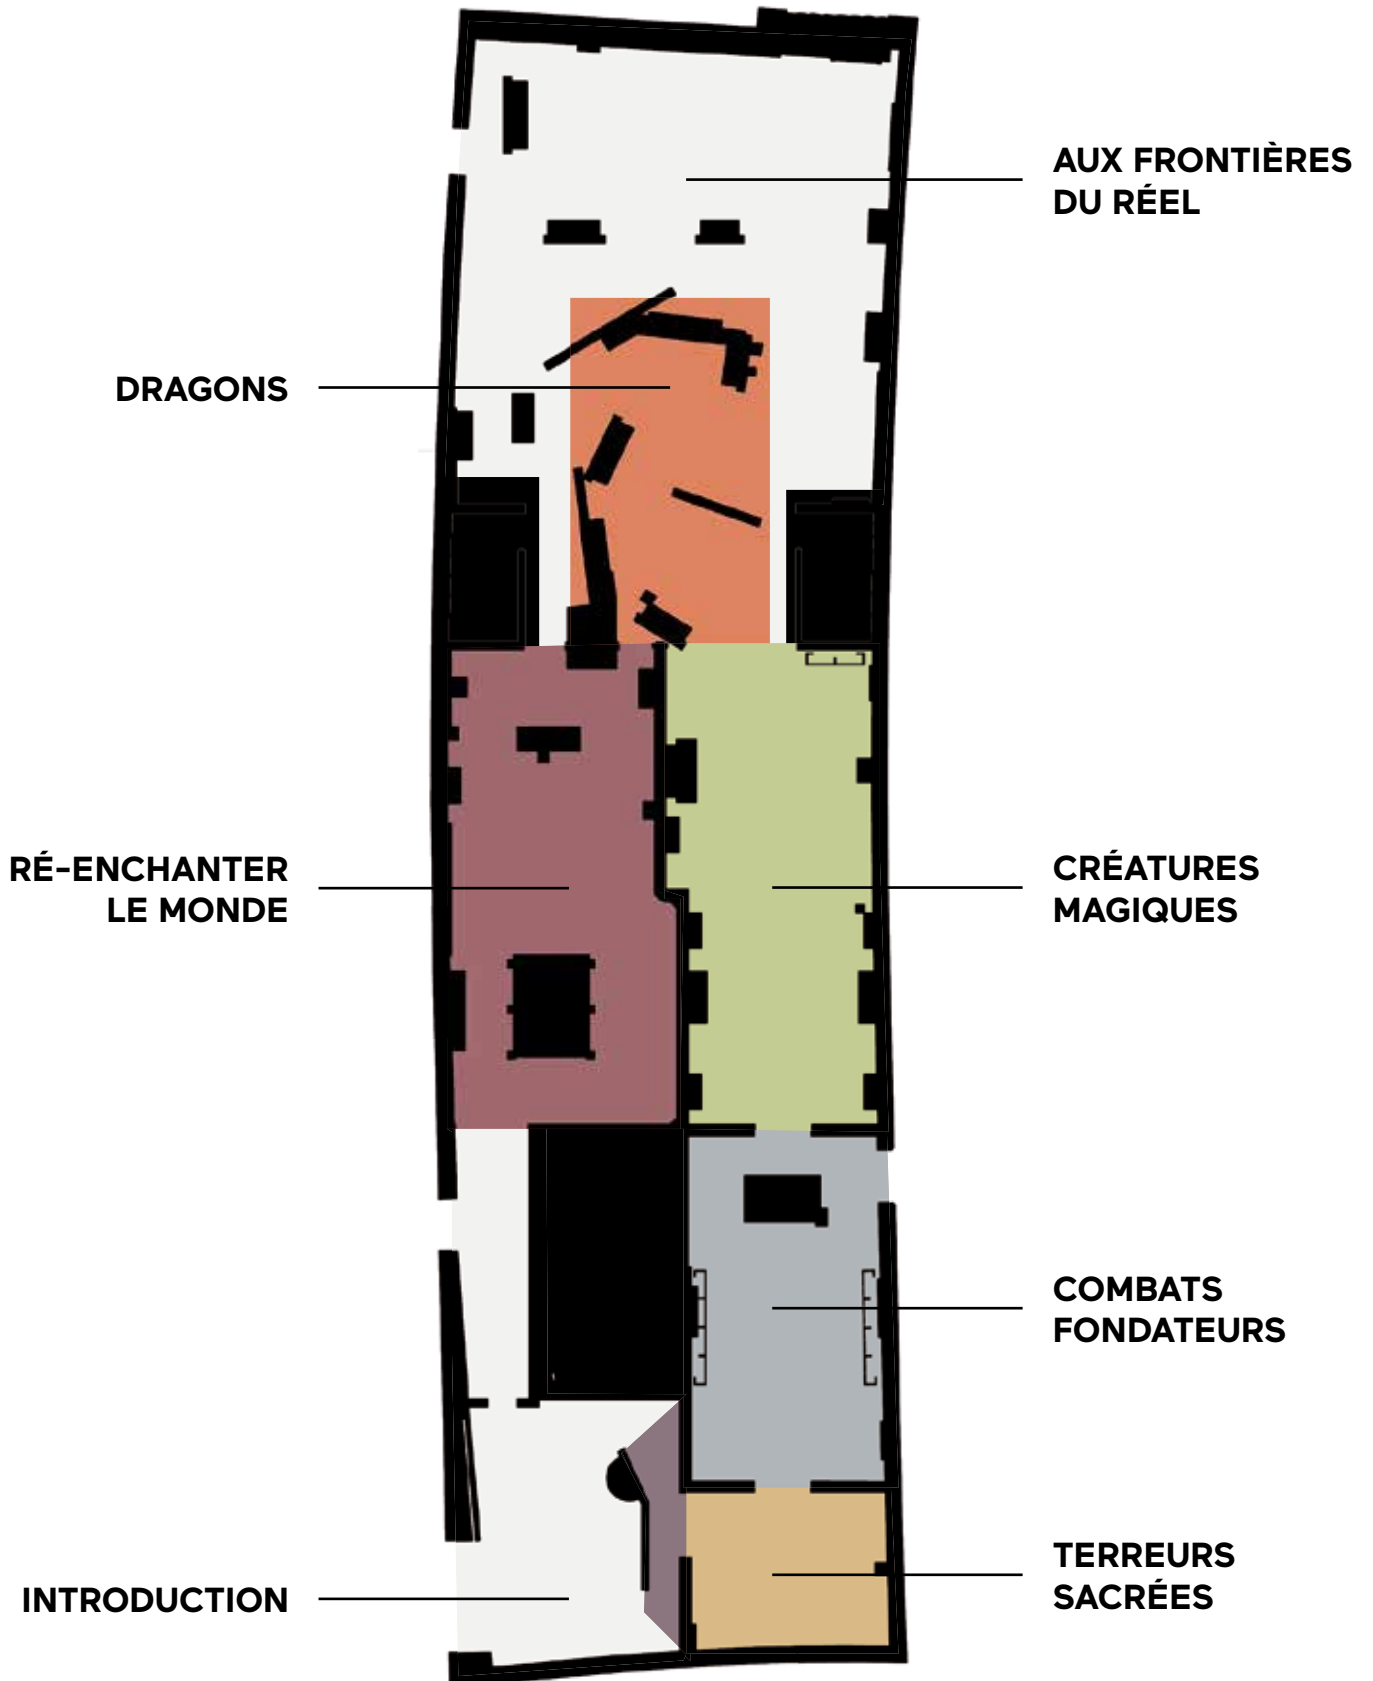 AUX FRONTIÈRES
DU RÉEL
DRAGONS
RÉ-ENCHANTER
LE MONDE
CRÉATURES
MAGIQUES
COMBATS
FONDATEURS
TERREURS
SACRÉES
INTRODUCTION